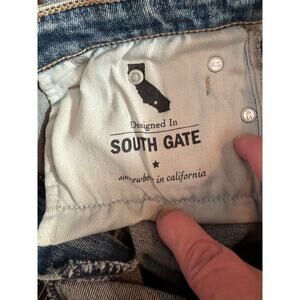 Designed In
SOUTH GATE
in california